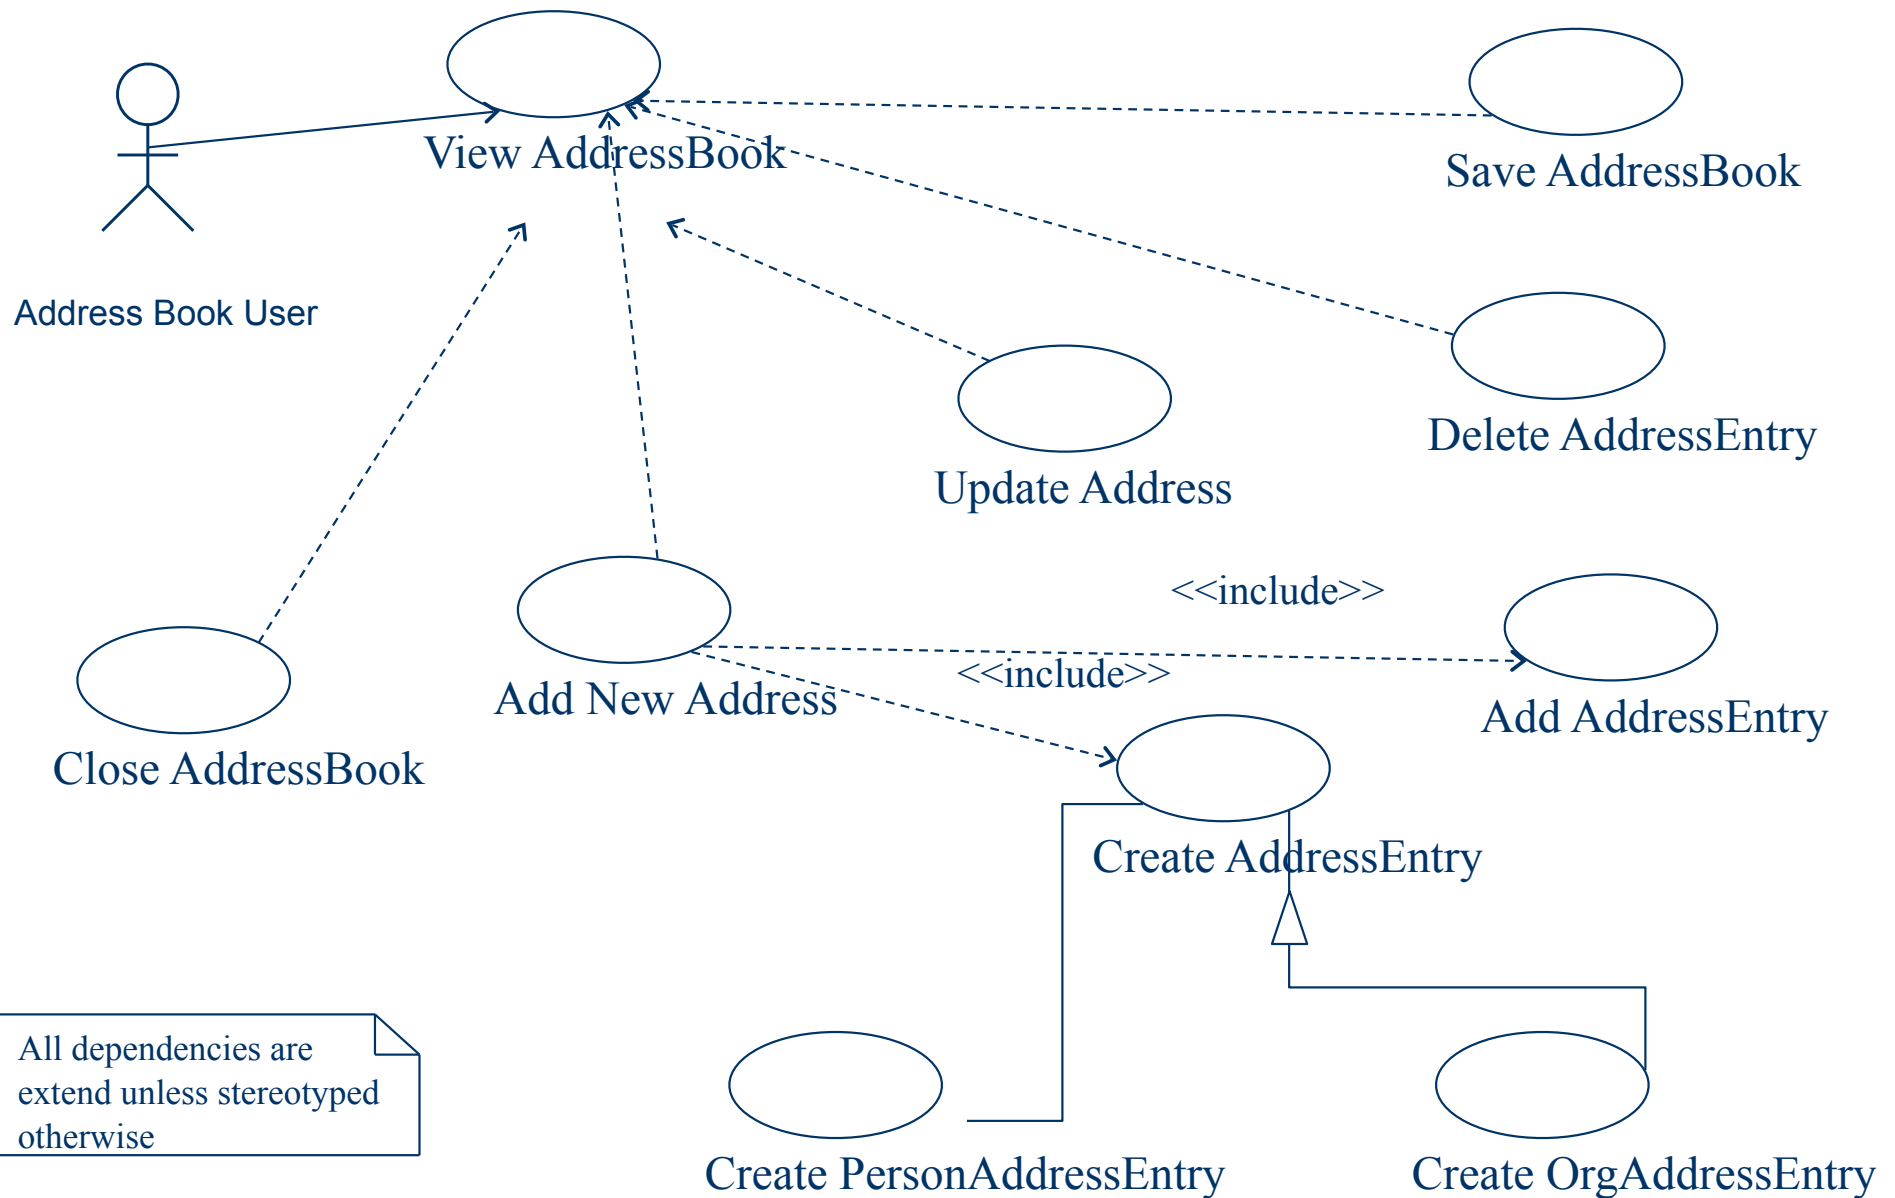 View AddressBook
Save AddressBook
Address Book User
Delete AddressEntry
Update Address
<<include>>
<<include>>
Add New Address
Add AddressEntry
Close AddressBook
Create AddressEntry
All dependencies are
extend unless stereotyped
otherwise
Create PersonAddressEntry
Create OrgAddressEntry